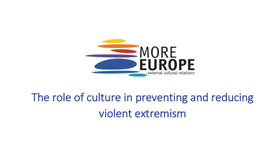 MORE
EUROPE
external cultural relations
The role of culture in preventing and reducing
violent extremism